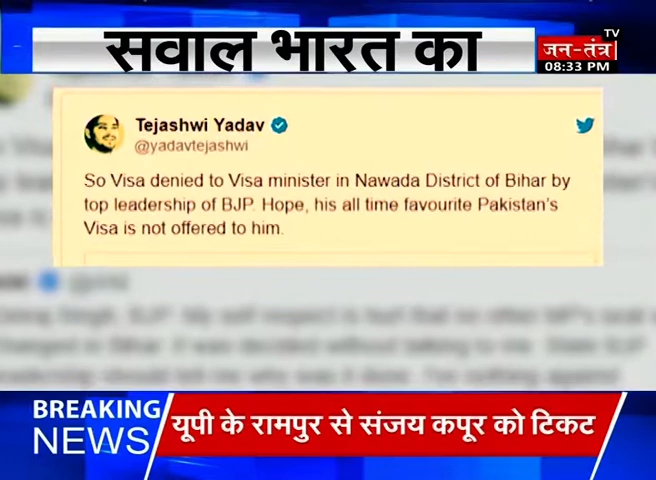 सवाल भारत का
TV
जन-तंत्र
08:33 PM
Tejashwi Yadav
@yadavtejashwi
So Visa denied to Visa minister in Nawada District of Bihar by
top leadership of BJP. Hope, his all time favourite Pakistan's
Visa is not offered to him.
BREAKING
NEWS
यूपी के रामपुर से संजय कपूर को टिकट